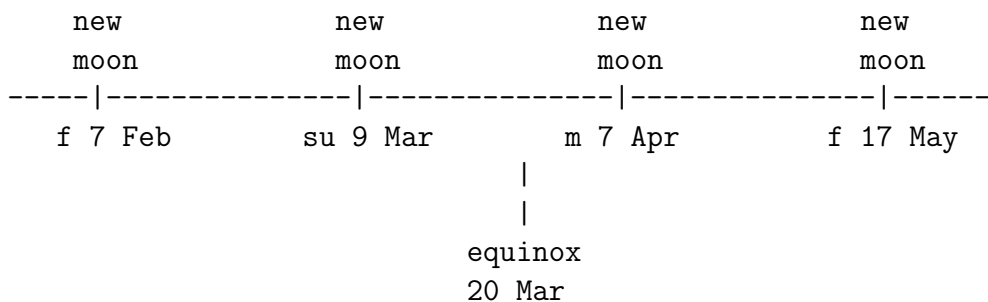 new new new new
moon moon moon moon
-----|---------------|---------------|---------------|------
f 7 Feb su 9 Mar m 7 Apr f 17 May
|
|
equinox
20 Mar